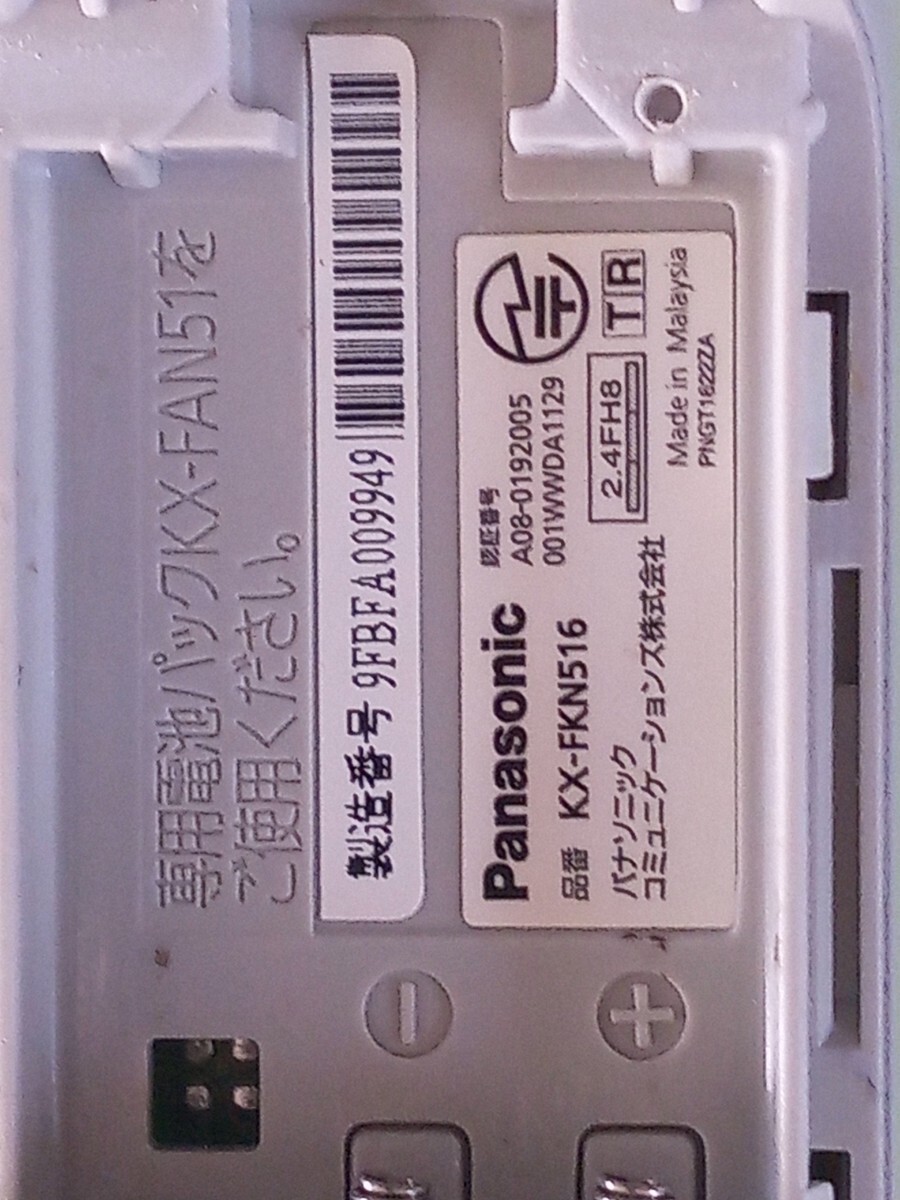 専用電池パックKX-FAN51を
ご使用ください。
製造番号 9FBFA009949
Panasonic
品番 KX-FKN516
パナソニック
コミュニケーションズ株式会社
認証番号
A08-0192005
001WWDA1129
2.4FH8
T R
Made in Malaysia
PNGT1622ZA